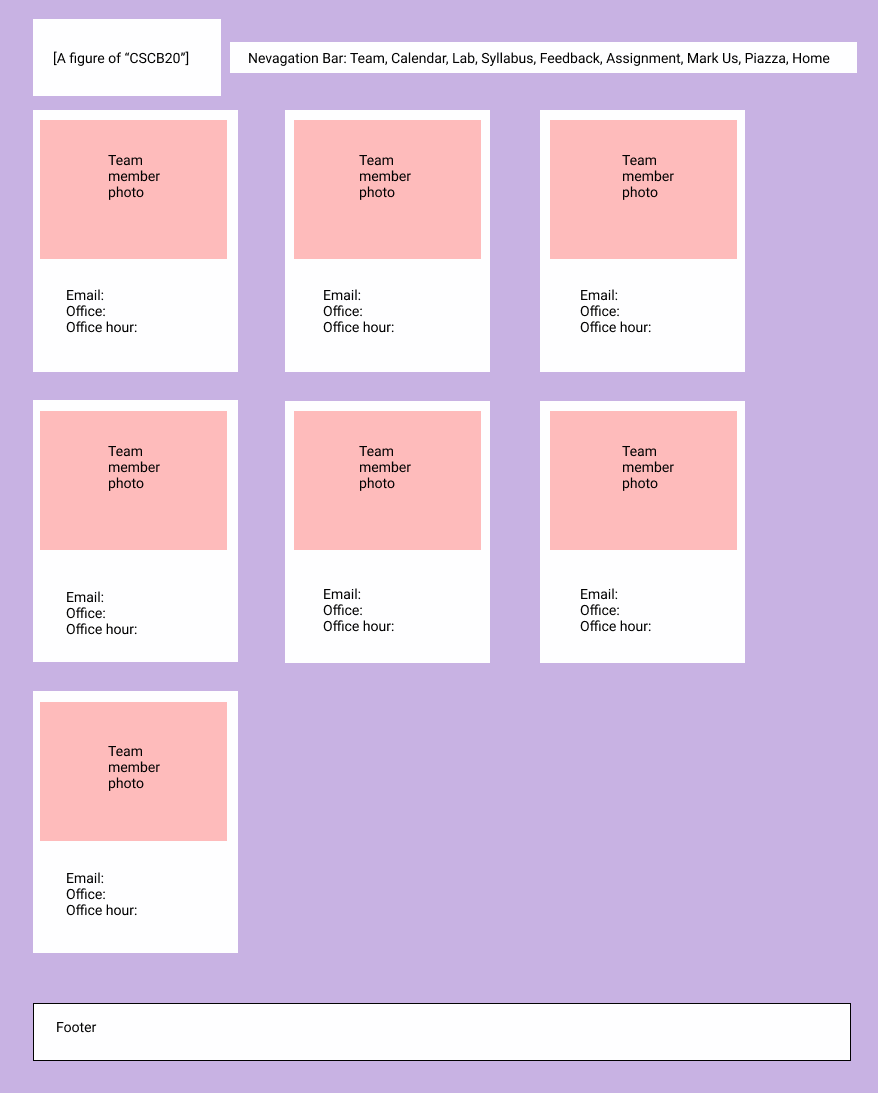 [A figure of “CSCB20”]
Nevagation Bar: Team, Calendar, Lab, Syllabus, Feedback, Assignment, Mark Us, Piazza, Home
Team
member
photo
Email:
Office:
Office hour:
Team
member
photo
Email:
Office:
Office hour:
Team
member
photo
Email:
Office:
Office hour:
Team
member
photo
Email:
Office:
Office hour:
Team
member
photo
Email:
Office:
Office hour:
Team
member
photo
Email:
Office:
Office hour:
Team
member
photo
Email:
Office:
Office hour:
Footer